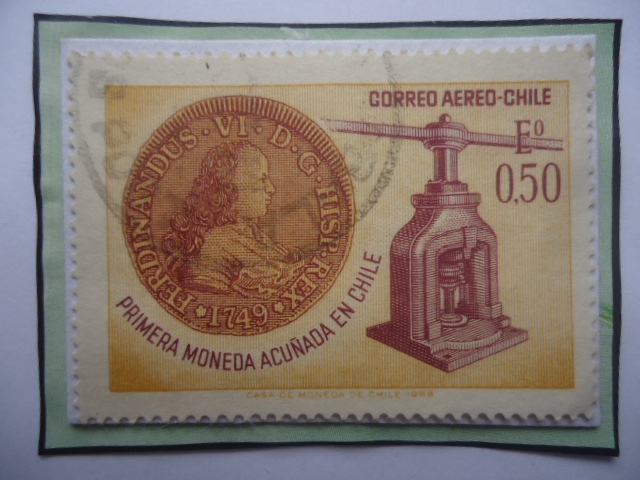 CORREO AEREO-CHILE
Eº
0,50
FERDINANDUS·VI·D·G·HISP·REX
*1749*
PRIMERA MONEDA ACUÑADA EN CHILE
CASA DE MONEDA DE CHILE 1968